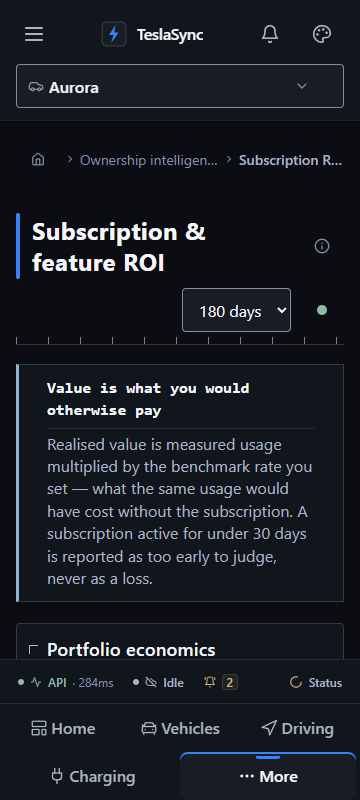 TeslaSync
Aurora
Ownership intelligen... Subscription R...
Subscription &
feature ROI
180 days
Value is what you would
otherwise pay
Realised value is measured usage
multiplied by the benchmark rate you
set — what the same usage would
have cost without the subscription. A
subscription active for under 30 days
is reported as too early to judge,
never as a loss.
Portfolio economics
API · 284ms Idle 2 Status
Home Vehicles Driving
Charging More